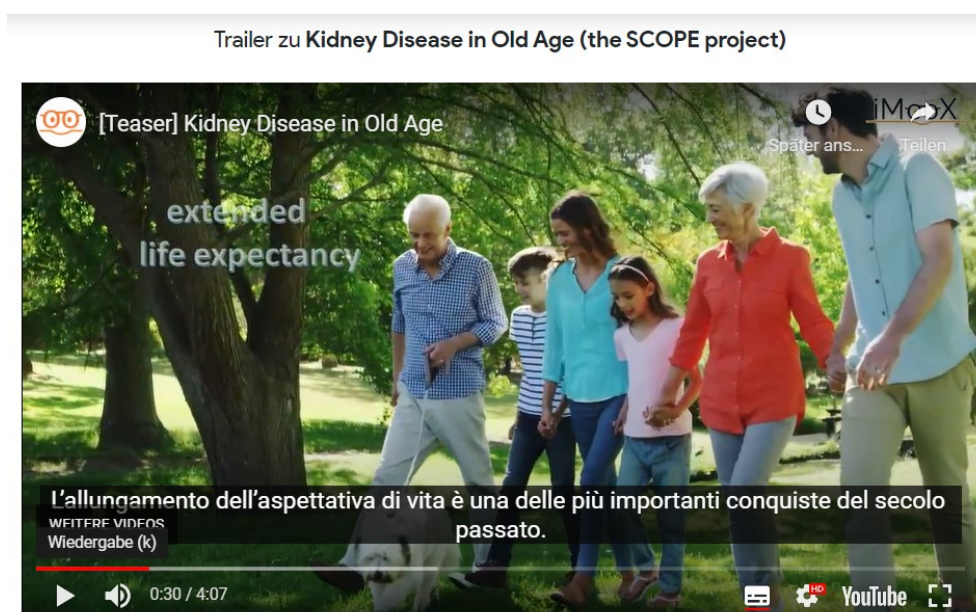 Trailer zu Kidney Disease in Old Age (the SCOPE project)
[Teaser] Kidney Disease in Old Age
iMooX
Später ans...
Teilen
extended
life expectancy
L'allungamento dell'aspettativa di vita è una delle più importanti conquiste del secolo
passato.
WEITERE VIDEOS
Wiedergabe (k)
0:30 / 4:07
HD
YouTube